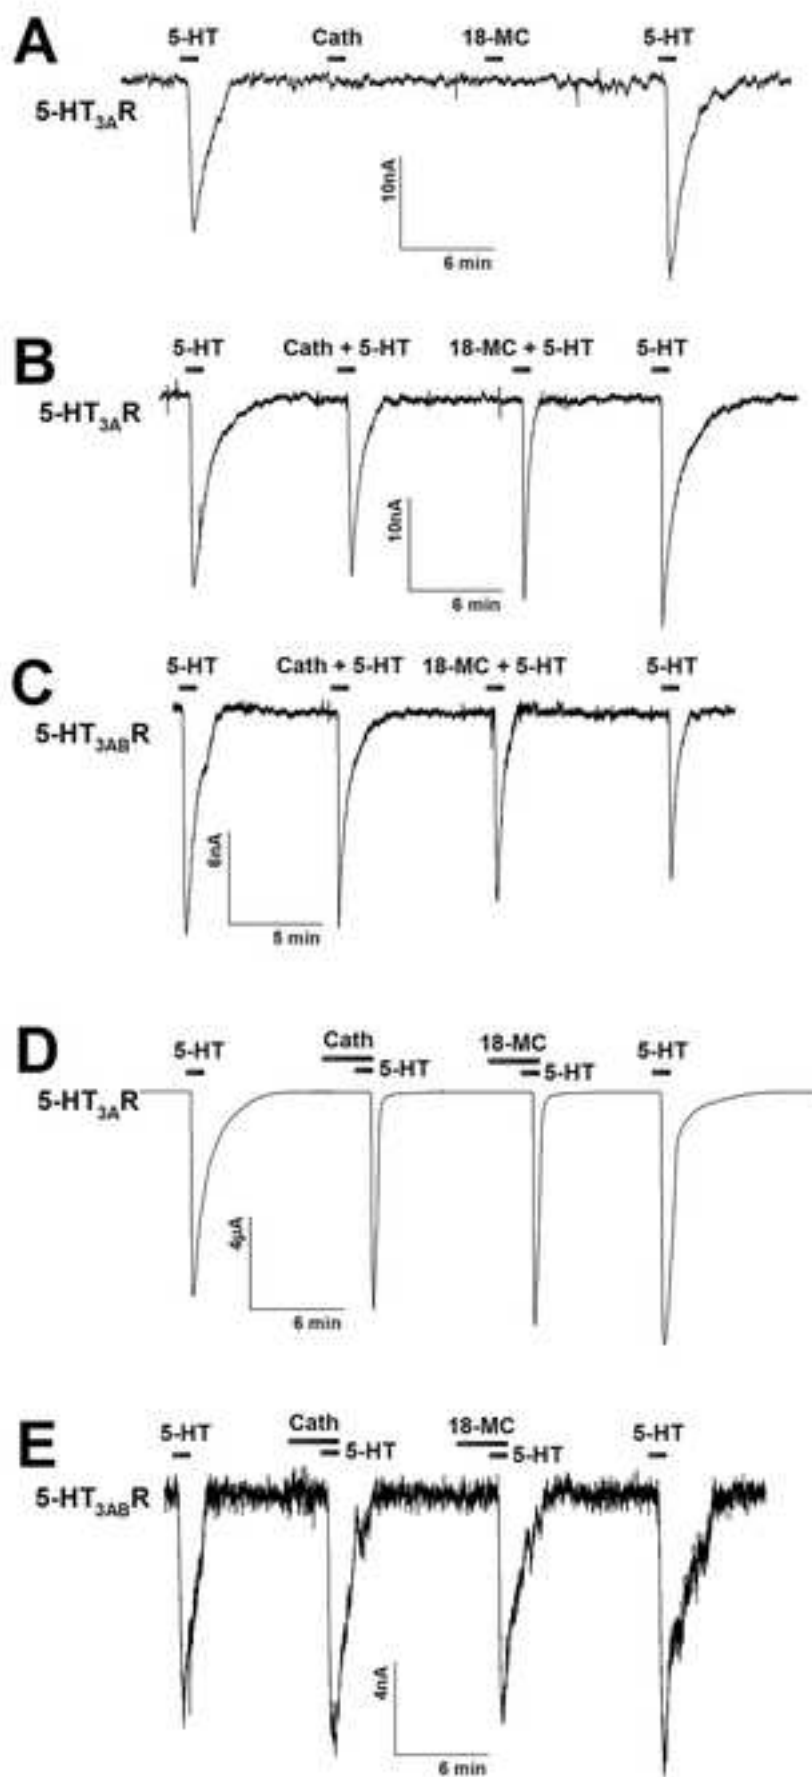 A
5-HT Cath 18-MC 5-HT
5-HT3AR
10nA
6 min
B
5-HT Cath + 5-HT 18-MC + 5-HT 5-HT
5-HT3AR
10nA
6 min
C
5-HT Cath + 5-HT 18-MC + 5-HT 5-HT
5-HT3ABR
6nA
5 min
D
5-HT Cath 5-HT 18-MC 5-HT 5-HT
5-HT3AR
4µA
6 min
E
5-HT Cath 5-HT 18-MC 5-HT 5-HT
5-HT3ABR
4nA
6 min